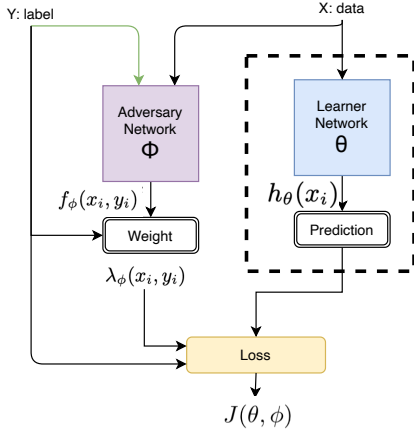 Y: label
X: data
Adversary
Network
Φ
Learner
Network
θ
f_ϕ(x_i, y_i)
h_θ(x_i)
Weight
Prediction
λ_ϕ(x_i, y_i)
Loss
J(θ, ϕ)